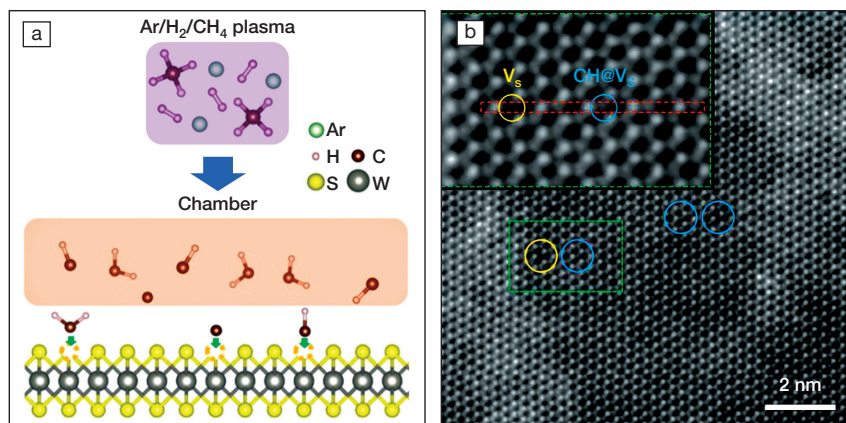 a
Ar/H₂/CH₄ plasma
Ar
H C
S W
Chamber
b
Vₛ CH@Vₛ
2 nm